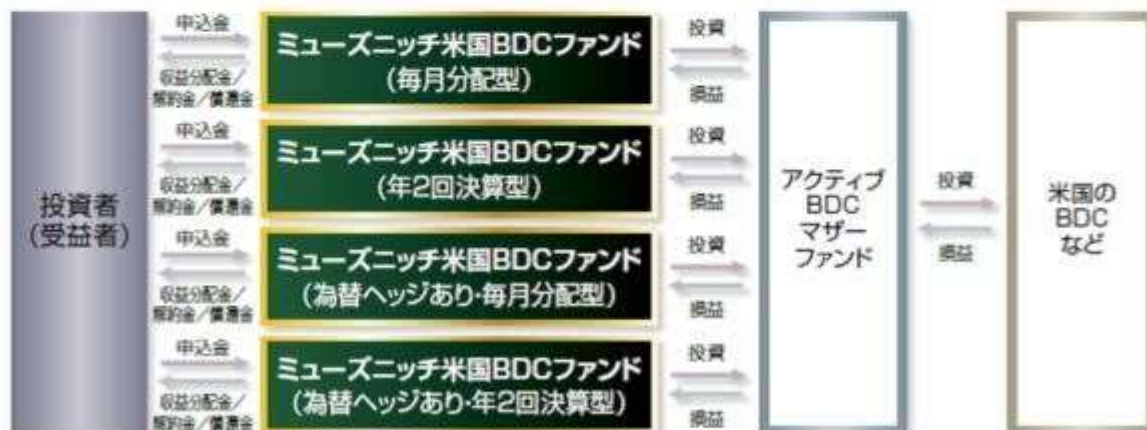 投資者
(受益者)
申込金
収益分配金/
解約金/償還金
ミューズニッチ米国BDCファンド
(毎月分配型)
投資
損益
申込金
収益分配金/
解約金/償還金
ミューズニッチ米国BDCファンド
(年2回決算型)
投資
損益
申込金
収益分配金/
解約金/償還金
ミューズニッチ米国BDCファンド
(為替ヘッジあり・毎月分配型)
投資
損益
申込金
収益分配金/
解約金/償還金
ミューズニッチ米国BDCファンド
(為替ヘッジあり・年2回決算型)
投資
損益
アクティブ
BDC
マザー
ファンド
投資
損益
米国の
BDC
など